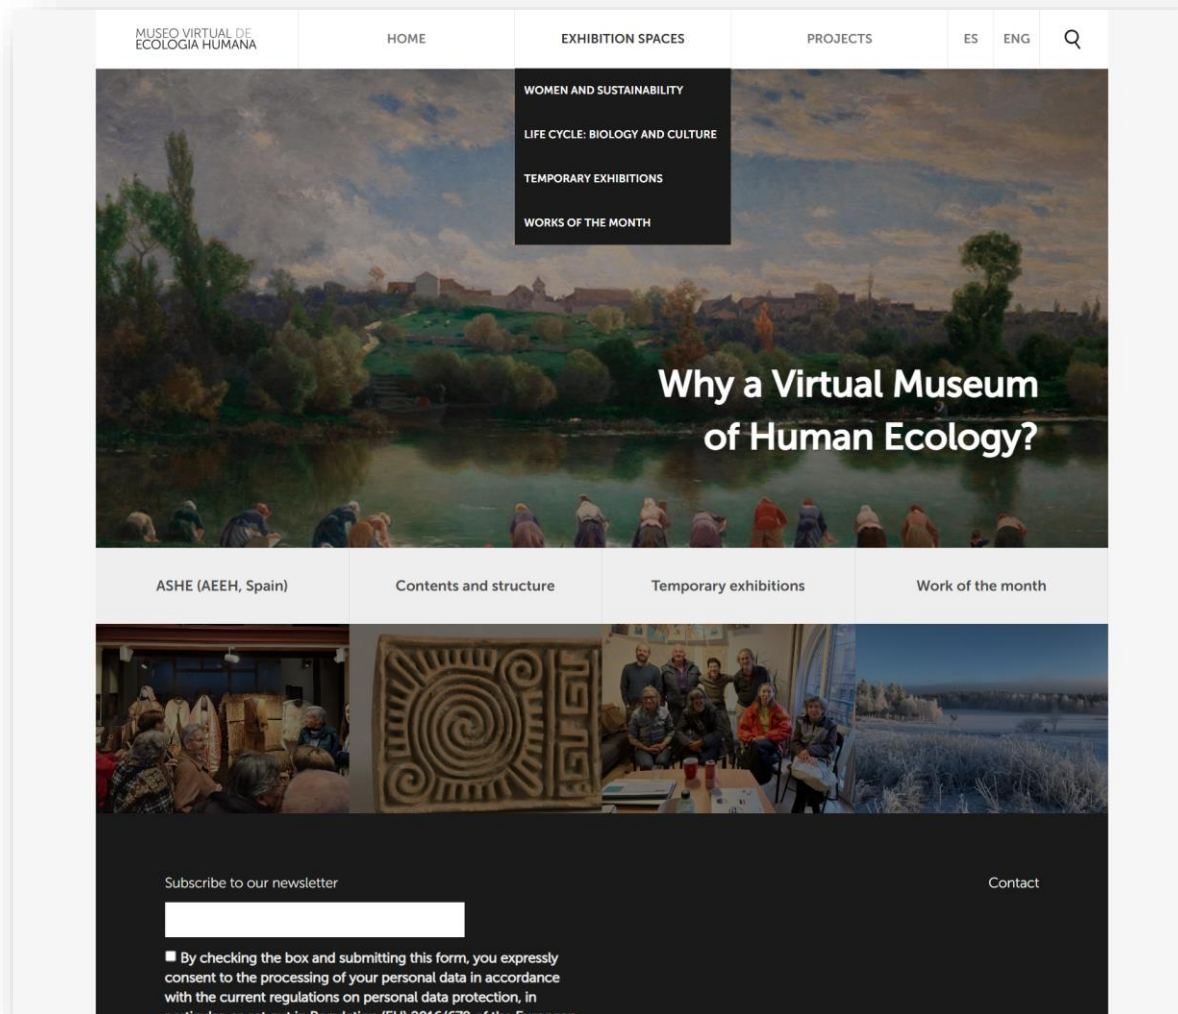 MUSEO VIRTUAL DE
ECOLOGIA HUMANA
HOME
EXHIBITION SPACES
PROJECTS
ES
ENG
WOMEN AND SUSTAINABILITY
LIFE CYCLE: BIOLOGY AND CULTURE
TEMPORARY EXHIBITIONS
WORKS OF THE MONTH
Why a Virtual Museum
of Human Ecology?
ASHE (AEEH, Spain)
Contents and structure
Temporary exhibitions
Work of the month
Subscribe to our newsletter
Contact
By checking the box and submitting this form, you expressly
consent to the processing of your personal data in accordance
with the current regulations on personal data protection, in